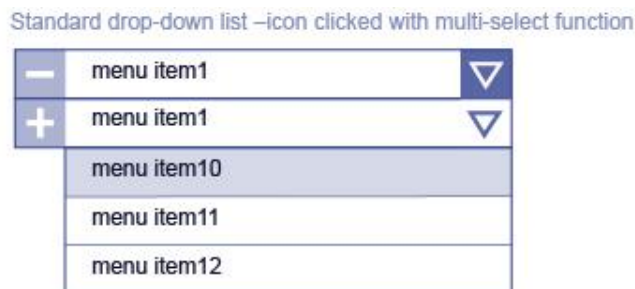 Standard drop-down list –icon clicked with multi-select function
menu item1
menu item1
menu item10
menu item11
menu item12